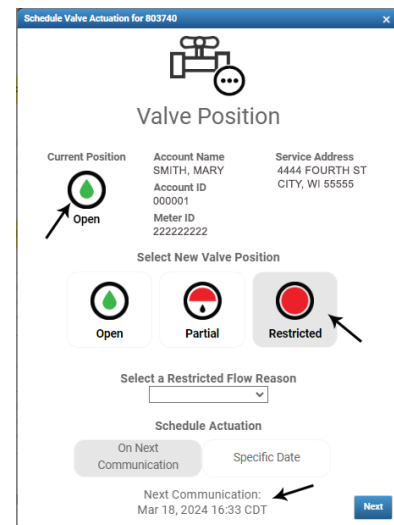 Schedule Valve Actuation for 803740
×
Valve Position
Current Position
Open
Account Name
SMITH, MARY
Account ID
000001
Meter ID
222222222
Service Address
4444 FOURTH ST
CITY, WI 55555
Select New Valve Position
Open
Partial
Restricted
Select a Restricted Flow Reason
Schedule Actuation
On Next
Communication
Specific Date
Next Communication:
Mar 18, 2024 16:33 CDT
Next